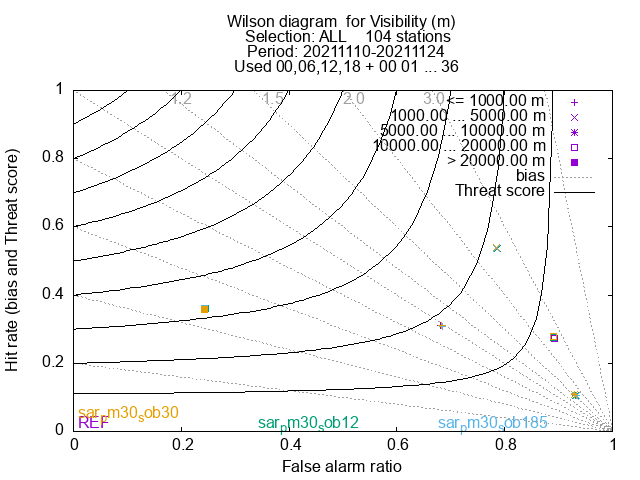 Wilson diagram  for Visibility (m)
Selection: ALL    104 stations
Period: 20211110-20211124
Used 00,06,12,18 + 00 01 ... 36
1 1.2 1.5 2.0 3.0
<= 1000.00 m
1000.00 ... 5000.00 m
5000.00 ... 10000.00 m
10000.00 ... 20000.00 m
> 20000.00 m
bias
Threat score
0.8
0.6
0.4
0.2
0
Hit rate (bias and Threat score)
sar_pm30_sob30
REF sar_pm30_sob12 sar_pm30_sob185
0 0.2 0.4 0.6 0.8 1
False alarm ratio